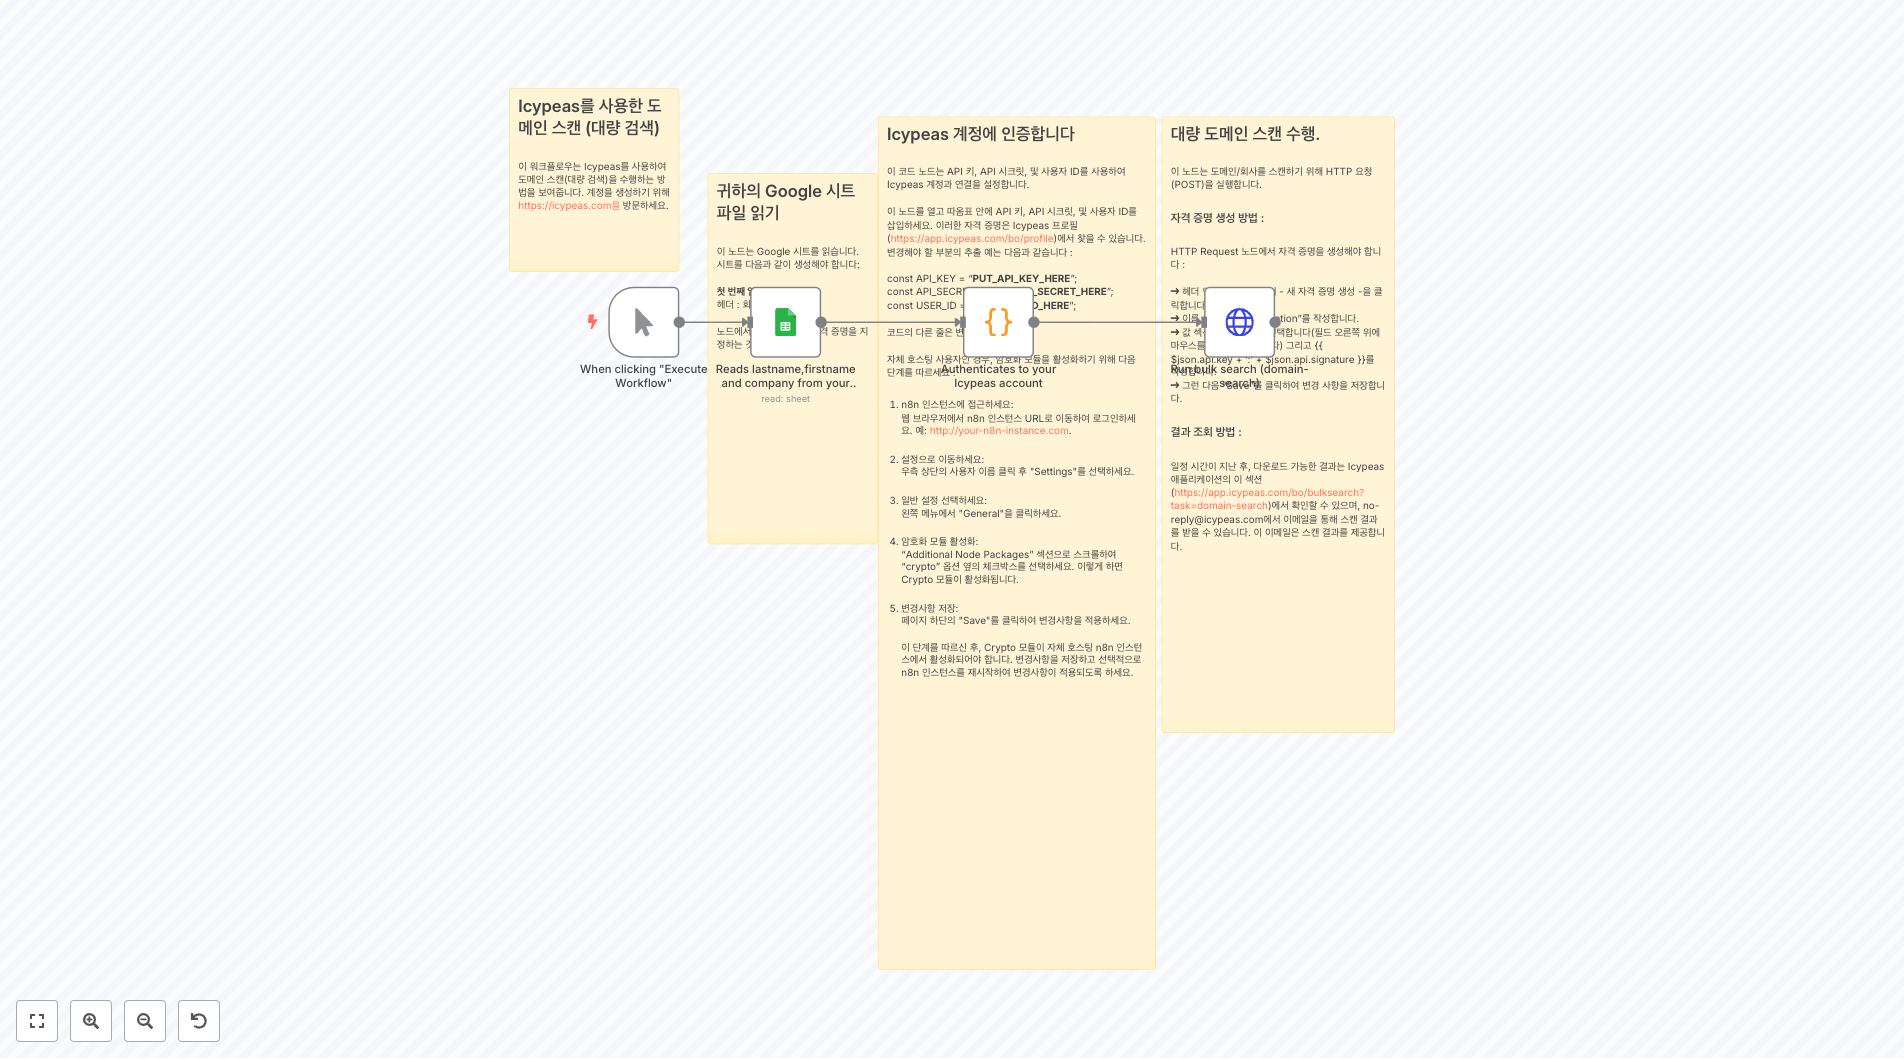 Icypeas를 사용한 도
메인 스캔 (대량 검색)
이 워크플로우는 Icypeas를 사용하여
도메인 스캔(대량 검색)을 수행하는 방
법을 보여줍니다. 계정을 생성하기 위해
https://icypeas.com을 방문하세요.
귀하의 Google 시트
파일 읽기
이 노드는 Google 시트를 읽습니다.
시트를 다음과 같이 생성해야 합니다:
첫 번째
헤더 :
노드에서 격 증명을 지
정하는
Icypeas 계정에 인증합니다
이 코드 노드는 API 키, API 시크릿, 및 사용자 ID를 사용하여
Icypeas 계정과 연결을 설정합니다.
이 노드를 열고 따옴표 안에 API 키, API 시크릿, 및 사용자 ID를
삽입하세요. 이러한 자격 증명은 Icypeas 프로필
(https://app.icypeas.com/bo/profile)에서 찾을 수 있습니다.
변경해야 할 부분의 추출 예는 다음과 같습니다 :
const API_KEY = “PUT_API_KEY_HERE”;
const API_SECR _SECRET_HERE”;
const USER_ID = D_HERE”;
코드의 다른 줄은
자체 호스팅 사용자인 경우, 암호화 모듈을 활성화하기 위해 다음
단계를 따르세요 :
1. n8n 인스턴스에 접근하세요:
웹 브라우저에서 n8n 인스턴스 URL로 이동하여 로그인하세
요. 예: http://your-n8n-instance.com.
2. 설정으로 이동하세요:
우측 상단의 사용자 이름 클릭 후 "Settings"를 선택하세요.
3. 일반 설정 선택하세요:
왼쪽 메뉴에서 "General"을 클릭하세요.
4. 암호화 모듈 활성화:
“Additional Node Packages” 섹션으로 스크롤하여
“crypto” 옵션 옆의 체크박스를 선택하세요. 이렇게 하면
Crypto 모듈이 활성화됩니다.
5. 변경사항 저장:
페이지 하단의 "Save"를 클릭하여 변경사항을 적용하세요.
이 단계를 따르신 후, Crypto 모듈이 자체 호스팅 n8n 인스턴
스에서 활성화되어야 합니다. 변경사항을 저장하고 선택적으로
n8n 인스턴스를 재시작하여 변경사항이 적용되도록 하세요.
대량 도메인 스캔 수행.
이 노드는 도메인/회사를 스캔하기 위해 HTTP 요청
(POST)을 실행합니다.
자격 증명 생성 방법 :
HTTP Request 노드에서 자격 증명을 생성해야 합니
다 :
➔ 헤더 - 새 자격 증명 생성 -을 클
릭합니다
➔ 이름 tion”를 작성합니다.
➔ 값 택합니다(필드 오른쪽 위에
마우스를 그리고 {{
$json.api.key + ':' + $json.api.signature }}를
➔ 그런 다음 “Save”를 클릭하여 변경 사항을 저장합니
다.
결과 조회 방법 :
일정 시간이 지난 후, 다운로드 가능한 결과는 Icypeas
애플리케이션의 이 섹션
(https://app.icypeas.com/bo/bulksearch?
task=domain-search)에서 확인할 수 있으며, no-
reply@icypeas.com에서 이메일을 통해 스캔 결과
를 받을 수 있습니다. 이 이메일은 스캔 결과를 제공합니
다.
When clicking "Execute
Workflow"
Reads lastname,firstname
and company from your..
read: sheet
Authenticates to your
Icypeas account
Run bulk search (domain-
search)